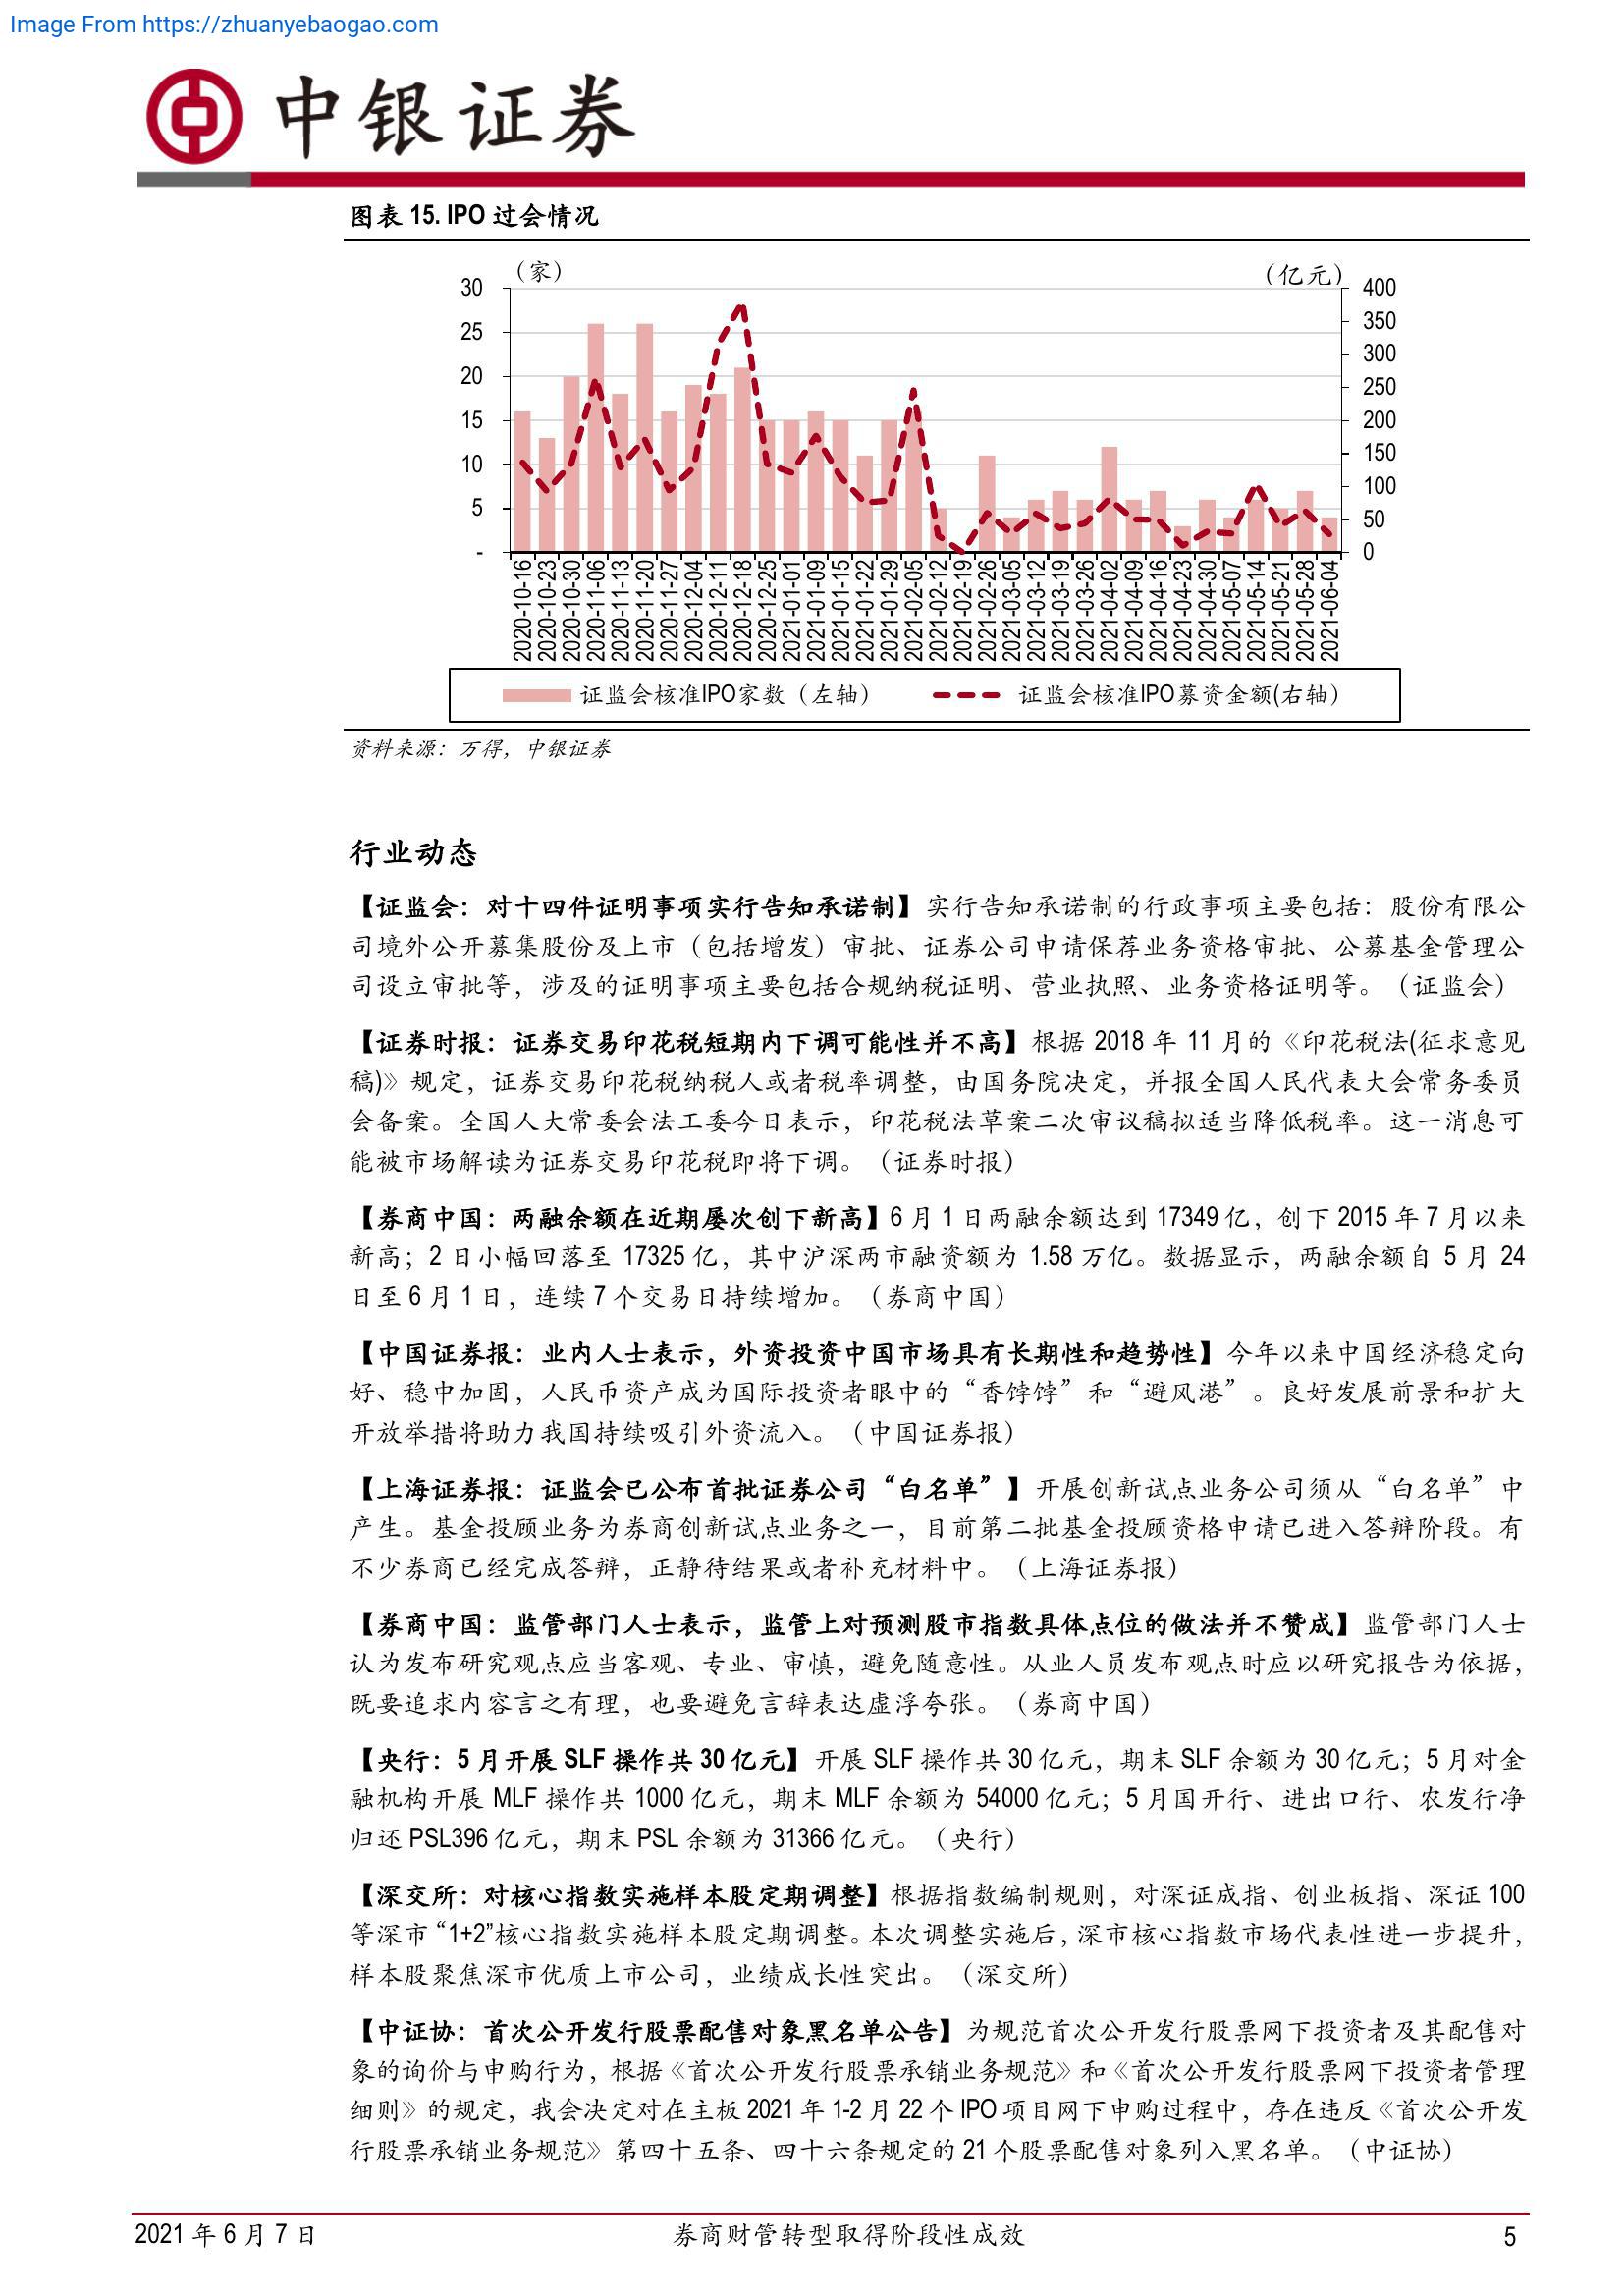 Image From https://zhuanyebaogao.com
中银证券
图表 15. IPO 过会情况
（家）
（亿元）
30
25
20
15
10
5
-
400
350
300
250
200
150
100
50
0
2020-10-16
2020-10-23
2020-10-30
2020-11-06
2020-11-13
2020-11-20
2020-11-27
2020-12-04
2020-12-11
2020-12-18
2020-12-25
2021-01-01
2021-01-09
2021-01-15
2021-01-22
2021-01-29
2021-02-05
2021-02-12
2021-02-19
2021-02-26
2021-03-05
2021-03-12
2021-03-19
2021-03-26
2021-04-02
2021-04-09
2021-04-16
2021-04-23
2021-04-30
2021-05-07
2021-05-14
2021-05-21
2021-05-28
2021-06-04
证监会核准IPO家数（左轴）
证监会核准IPO募资金额(右轴）
资料来源：万得，中银证券
行业动态
【证监会：对十四件证明事项实行告知承诺制】实行告知承诺制的行政事项主要包括：股份有限公
司境外公开募集股份及上市（包括增发）审批、证券公司申请保荐业务资格审批、公募基金管理公
司设立审批等，涉及的证明事项主要包括合规纳税证明、营业执照、业务资格证明等。（证监会）
【证券时报：证券交易印花税短期内下调可能性并不高】根据 2018 年 11 月的《印花税法(征求意见
稿)》规定，证券交易印花税纳税人或者税率调整，由国务院决定，并报全国人民代表大会常务委员
会备案。全国人大常委会法工委今日表示，印花税法草案二次审议稿拟适当降低税率。这一消息可
能被市场解读为证券交易印花税即将下调。（证券时报）
【券商中国：两融余额在近期屡次创下新高】6 月 1 日两融余额达到 17349 亿，创下 2015 年 7 月以来
新高；2 日小幅回落至 17325 亿，其中沪深两市融资额为 1.58 万亿。数据显示，两融余额自 5 月 24
日至 6 月 1 日，连续 7 个交易日持续增加。（券商中国）
【中国证券报：业内人士表示，外资投资中国市场具有长期性和趋势性】今年以来中国经济稳定向
好、稳中加固，人民币资产成为国际投资者眼中的“香饽饽”和“避风港”。良好发展前景和扩大
开放举措将助力我国持续吸引外资流入。（中国证券报）
【上海证券报：证监会已公布首批证券公司“白名单”】开展创新试点业务公司须从“白名单”中
产生。基金投顾业务为券商创新试点业务之一，目前第二批基金投顾资格申请已进入答辩阶段。有
不少券商已经完成答辩，正静待结果或者补充材料中。（上海证券报）
【券商中国：监管部门人士表示，监管上对预测股市指数具体点位的做法并不赞成】监管部门人士
认为发布研究观点应当客观、专业、审慎，避免随意性。从业人员发布观点时应以研究报告为依据，
既要追求内容言之有理，也要避免言辞表达虚浮夸张。（券商中国）
【央行：5 月开展 SLF 操作共 30 亿元】开展 SLF 操作共 30 亿元，期末 SLF 余额为 30 亿元；5 月对金
融机构开展 MLF 操作共 1000 亿元，期末 MLF 余额为 54000 亿元；5 月国开行、进出口行、农发行净
归还 PSL396 亿元，期末 PSL 余额为 31366 亿元。（央行）
【深交所：对核心指数实施样本股定期调整】根据指数编制规则，对深证成指、创业板指、深证 100
等深市“1+2”核心指数实施样本股定期调整。本次调整实施后，深市核心指数市场代表性进一步提升，
样本股聚焦深市优质上市公司，业绩成长性突出。（深交所）
【中证协：首次公开发行股票配售对象黑名单公告】为规范首次公开发行股票网下投资者及其配售对
象的询价与申购行为，根据《首次公开发行股票承销业务规范》和《首次公开发行股票网下投资者管理
细则》的规定，我会决定对在主板 2021 年 1-2 月 22 个 IPO 项目网下申购过程中，存在违反《首次公开发
行股票承销业务规范》第四十五条、四十六条规定的 21 个股票配售对象列入黑名单。（中证协）
2021 年 6 月 7 日
券商财管转型取得阶段性成效
5